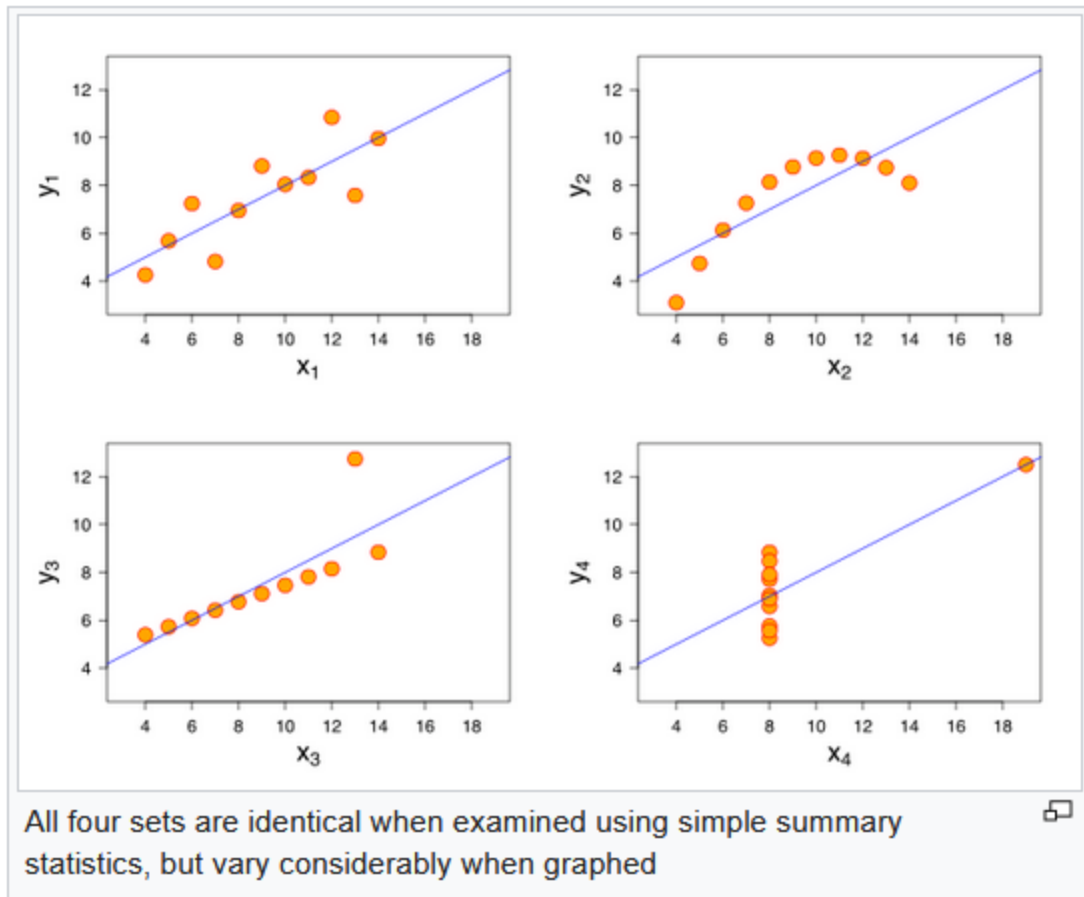 12
10
8
6
4
y₁
4 6 8 10 12 14 16 18
x₁
12
10
8
6
4
y₂
4 6 8 10 12 14 16 18
x₂
12
10
8
6
4
y₃
4 6 8 10 12 14 16 18
x₃
12
10
8
6
4
y₄
4 6 8 10 12 14 16 18
x₄
All four sets are identical when examined using simple summary
statistics, but vary considerably when graphed